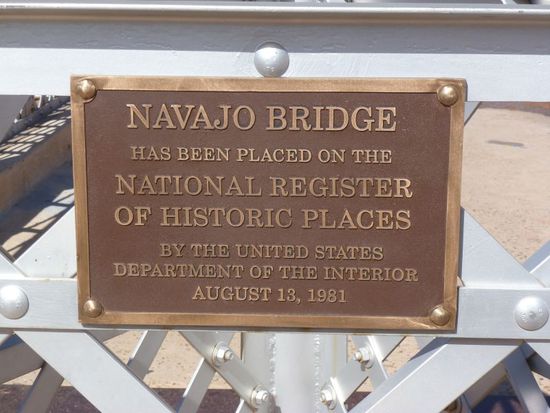 NAVAJO BRIDGE
HAS BEEN PLACED ON THE
NATIONAL REGISTER
OF HISTORIC PLACES
BY THE UNITED STATES
DEPARTMENT OF THE INTERIOR
AUGUST 13, 1981